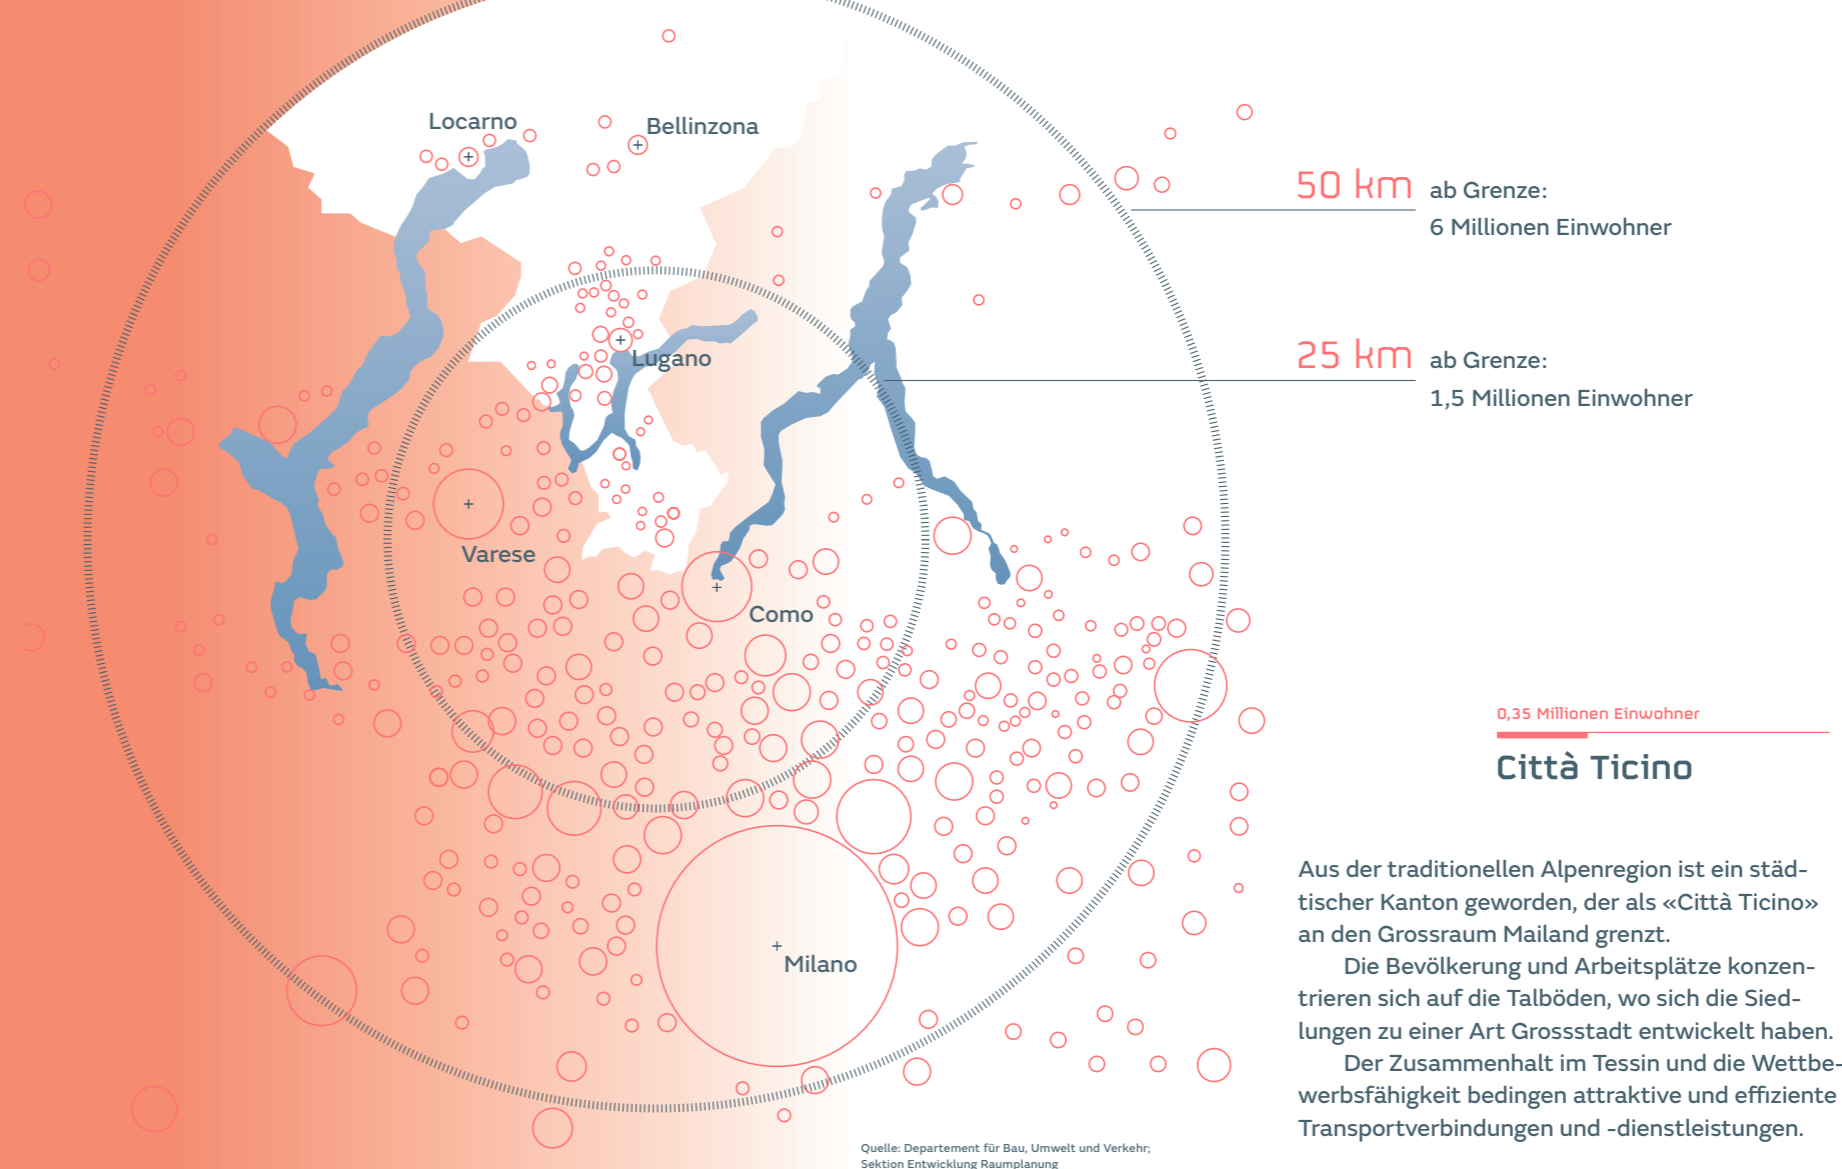 Locarno
Bellinzona
50 km ab Grenze:
6 Millionen Einwohner
25 km ab Grenze:
1,5 Millionen Einwohner
Lugano
Varese
Como
Milano
0,35 Millionen Einwohner
Città Ticino
Aus der traditionellen Alpenregion ist ein städ-
tischer Kanton geworden, der als «Città Ticino»
an den Grossraum Mailand grenzt.
Die Bevölkerung und Arbeitsplätze konzen-
trieren sich auf die Talböden, wo sich die Sied-
lungen zu einer Art Grossstadt entwickelt haben.
Der Zusammenhalt im Tessin und die Wettbe-
werbsfähigkeit bedingen attraktive und effiziente
Transportverbindungen und -dienstleistungen.
Quelle: Departement für Bau, Umwelt und Verkehr;
Sektion Entwicklung Raumplanung